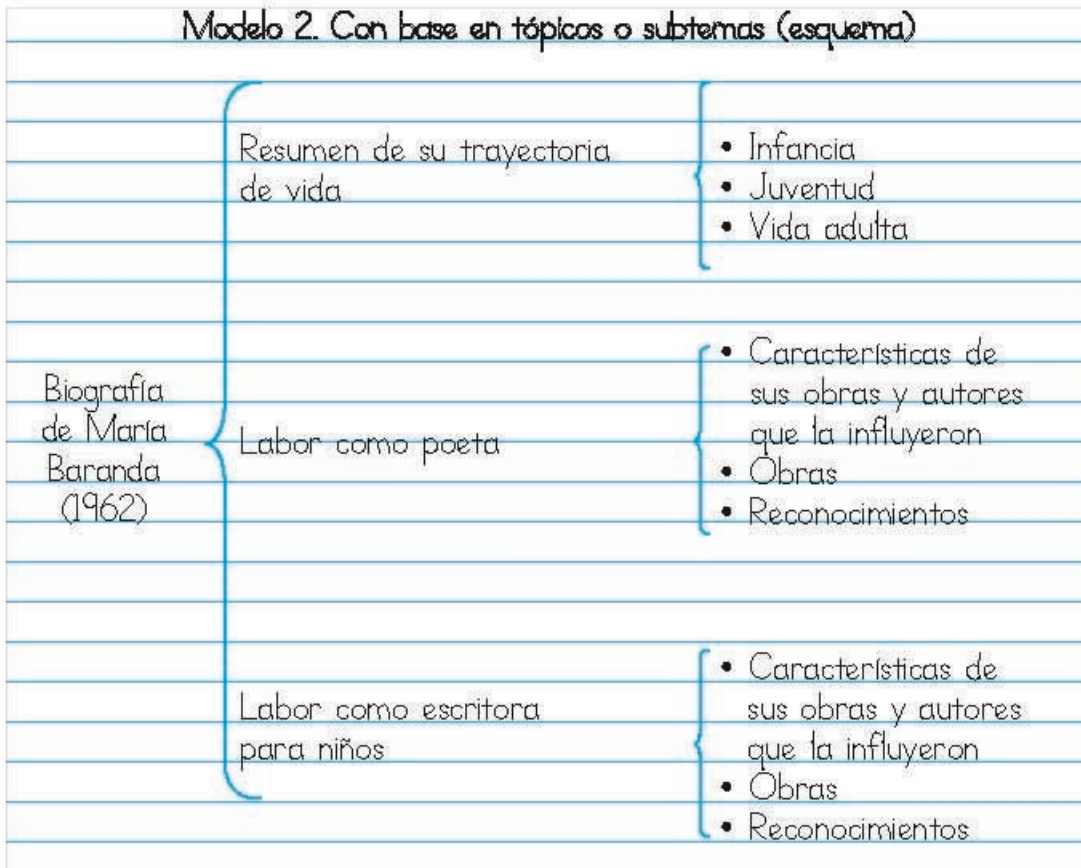 Modelo 2. Con base en tópicos o subtemas (esquema)
Biografía
de María
Baranda
(1962)
Resumen de su trayectoria
de vida
• Infancia
• Juventud
• Vida adulta
Labor como poeta
• Características de
sus obras y autores
que la influyeron
• Obras
• Reconocimientos
Labor como escritora
para niños
• Características de
sus obras y autores
que la influyeron
• Obras
• Reconocimientos